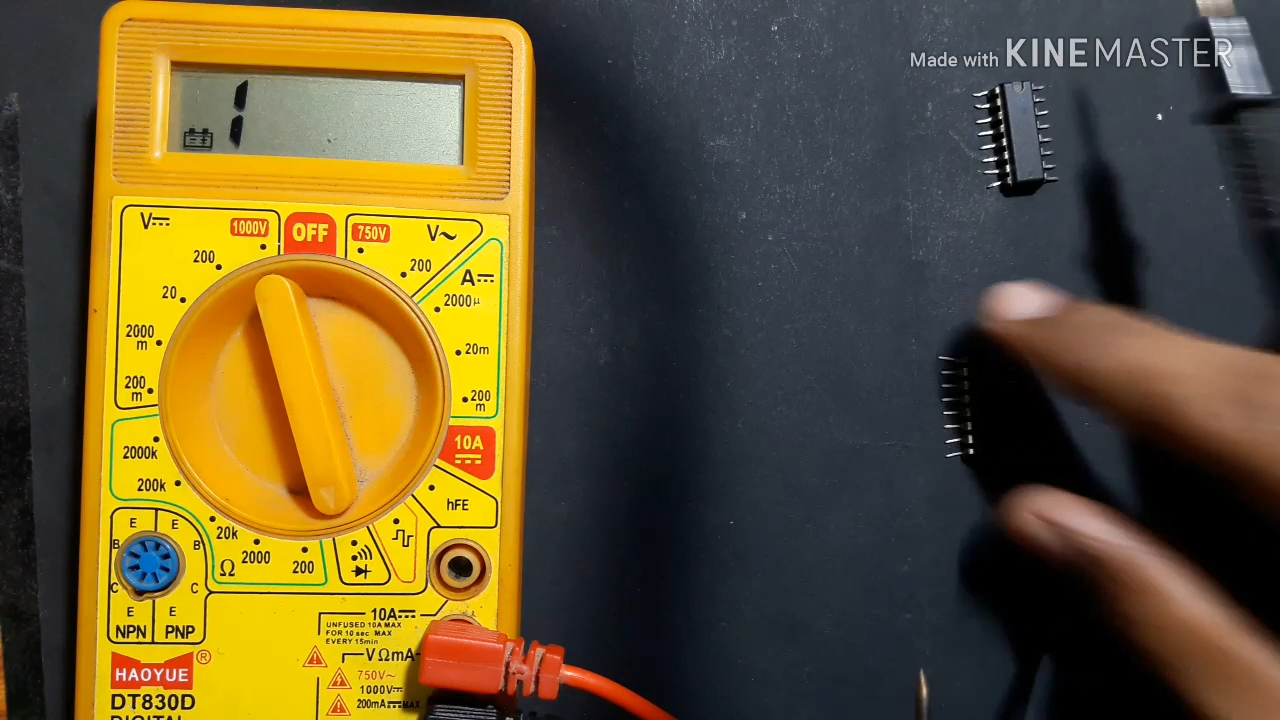 Made with KINEMASTER
1
V⎓
1000V
OFF
750V
V~
200
200
A⎓
20
2000µ
2000
m
20m
200
m
200
m
2000k
10A
200k
hFE
20k
2000
200
Ω
E
E
B
B
C
C
E
E
NPN
PNP
10A⎓
UNFUSED 10A MAX
FOR 10 sec MAX
EVERY 15min
VΩmA
750V~
1000V⎓
200mA⎓MAX
HAOYUE®
DT830D
DIGITAL